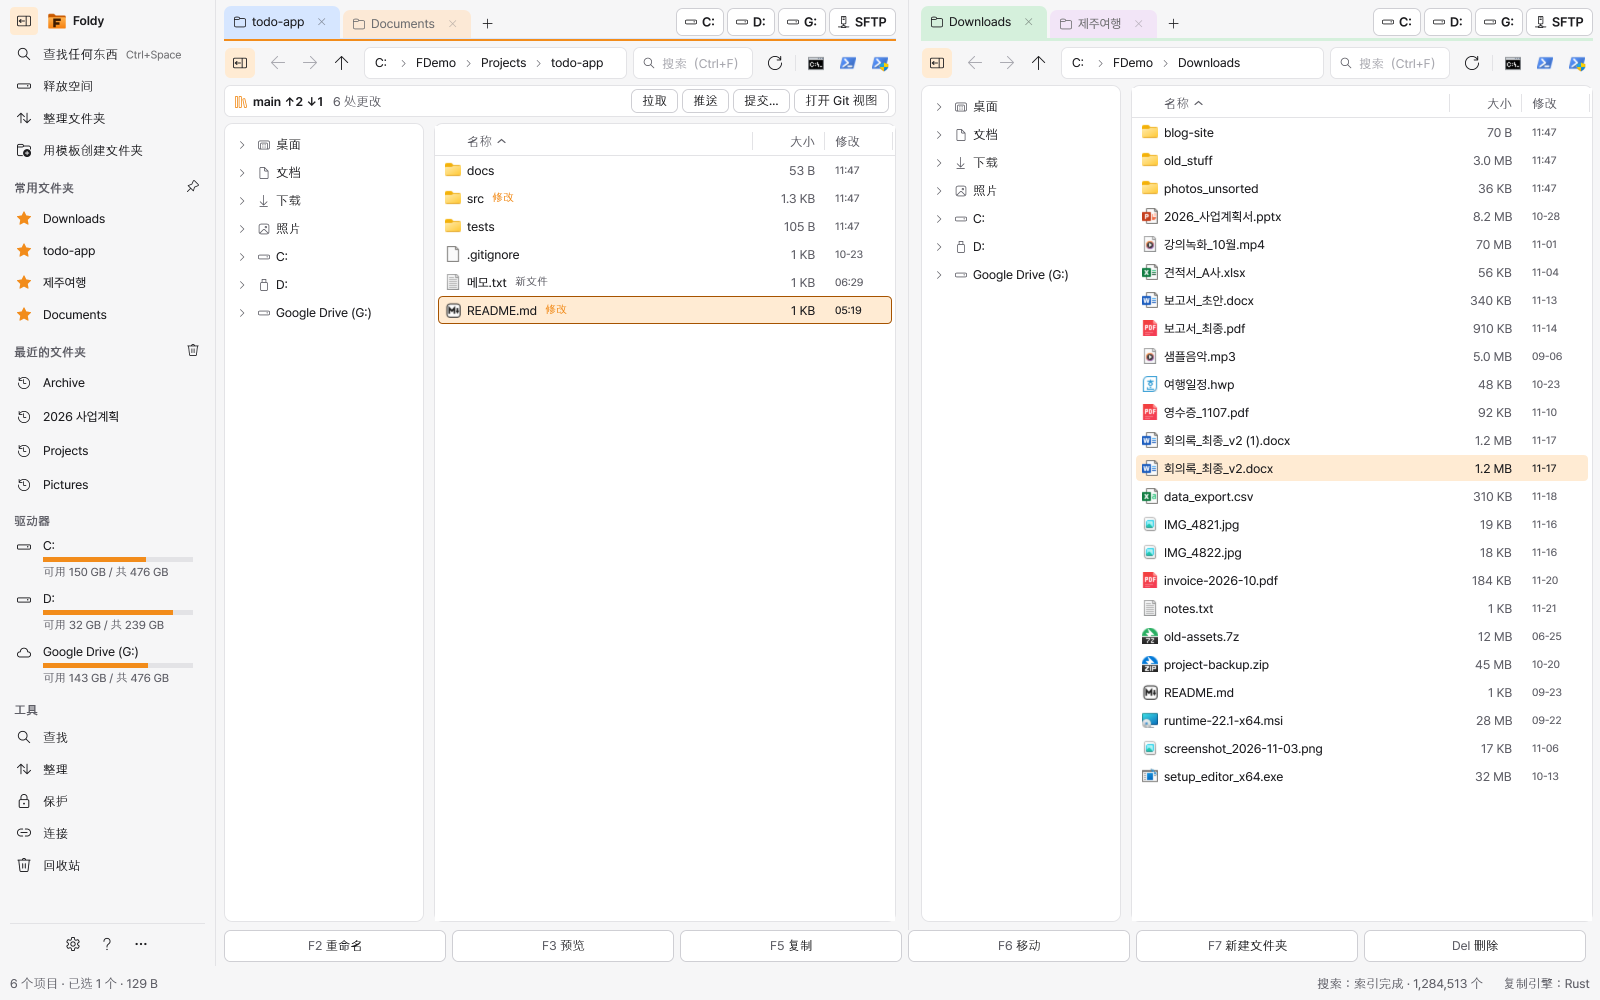 Foldy
查找任何东西 Ctrl+Space
释放空间
整理文件夹
用模板创建文件夹
常用文件夹
Downloads
todo-app
제주여행
Documents
最近的文件夹
Archive
2026 사업계획
Projects
Pictures
驱动器
C:
可用 150 GB / 共 476 GB
D:
可用 32 GB / 共 239 GB
Google Drive (G:)
可用 143 GB / 共 476 GB
工具
查找
整理
保护
连接
回收站
todo-app Documents C: D: G: SFTP
C: FDemo Projects todo-app 搜索 (Ctrl+F)
main ↑2 ↓1 6 处更改 拉取 推送 提交... 打开 Git 视图
桌面
文档
下载
照片
C:
D:
Google Drive (G:)
名称 大小 修改
docs 53 B 11:47
src 修改 1.3 KB 11:47
tests 105 B 11:47
.gitignore 1 KB 10-23
메모.txt 新文件 1 KB 06:29
README.md 修改 1 KB 05:19
Downloads 제주여행 C: D: G: SFTP
C: FDemo Downloads 搜索 (Ctrl+F)
桌面
文档
下载
照片
C:
D:
Google Drive (G:)
名称 大小 修改
blog-site 70 B 11:47
old_stuff 3.0 MB 11:47
photos_unsorted 36 KB 11:47
2026_사업계획서.pptx 8.2 MB 10-28
강의녹화_10월.mp4 70 MB 11-01
견적서_A사.xlsx 56 KB 11-04
보고서_초안.docx 340 KB 11-13
보고서_최종.pdf 910 KB 11-14
샘플음악.mp3 5.0 MB 09-06
여행일정.hwp 48 KB 10-23
영수증_1107.pdf 92 KB 11-10
회의록_최종_v2 (1).docx 1.2 MB 11-17
회의록_최종_v2.docx 1.2 MB 11-17
data_export.csv 310 KB 11-18
IMG_4821.jpg 19 KB 11-16
IMG_4822.jpg 18 KB 11-16
invoice-2026-10.pdf 184 KB 11-20
notes.txt 1 KB 11-21
old-assets.7z 12 MB 06-25
project-backup.zip 45 MB 10-20
README.md 1 KB 09-23
runtime-22.1-x64.msi 28 MB 09-22
screenshot_2026-11-03.png 17 KB 11-06
setup_editor_x64.exe 32 MB 10-13
F2 重命名 F3 预览 F5 复制 F6 移动 F7 新建文件夹 Del 删除
6 个项目 · 已选 1 个 · 129 B 搜索：索引完成 · 1,284,513 个 复制引擎：Rust